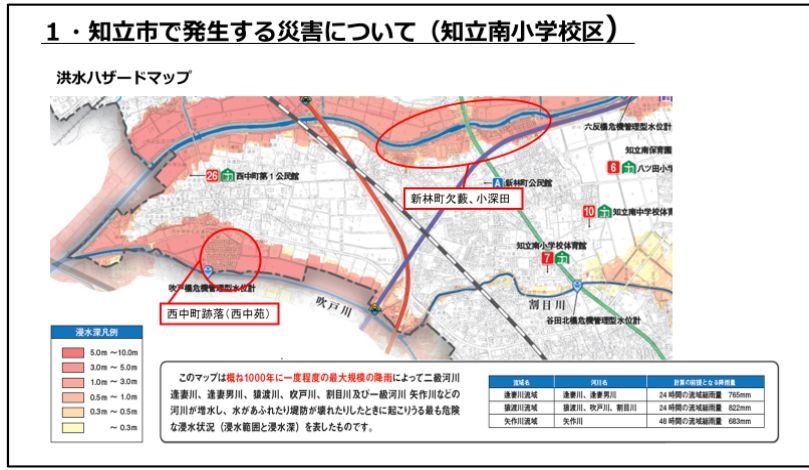 １・知立市で発生する災害について（知立南小学校区）
洪水ハザードマップ
六反橋危機管理型水位計
知立南保育園
26 西中町第１公民館
6 八ツ田小学
A 新林町公民館
新林町欠藪、小深田
10 知立南中学校体育
知立南小学校体育館
7
吹戸橋危機管理型水位計
吹戸川
割目川
西中町跡落（西中苑）
谷田北橋危機管理型水位計
浸水深凡例
5.0m ～10.0m
3.0m ～ 5.0m
1.0m ～ 3.0m
0.5m ～ 1.0m
0.3m ～ 0.5m
～ 0.3m
このマップは概ね1000年に一度程度の最大規模の降雨によって二級河川
逢妻川、逢妻男川、猿渡川、吹戸川、割目川及び一級河川 矢作川などの
河川が増水し、水があふれたり堤防が壊れたりしたときに起こりうる最も危険
な浸水状況（浸水範囲と浸水深）を表したものです。
流域名 河川名 計算の前提となる降雨量
逢妻川流域 逢妻川、逢妻男川 24 時間の流域総雨量 765mm
猿渡川流域 猿渡川、吹戸川、割目川 24 時間の流域総雨量 822mm
矢作川流域 矢作川 48 時間の流域総雨量 683mm